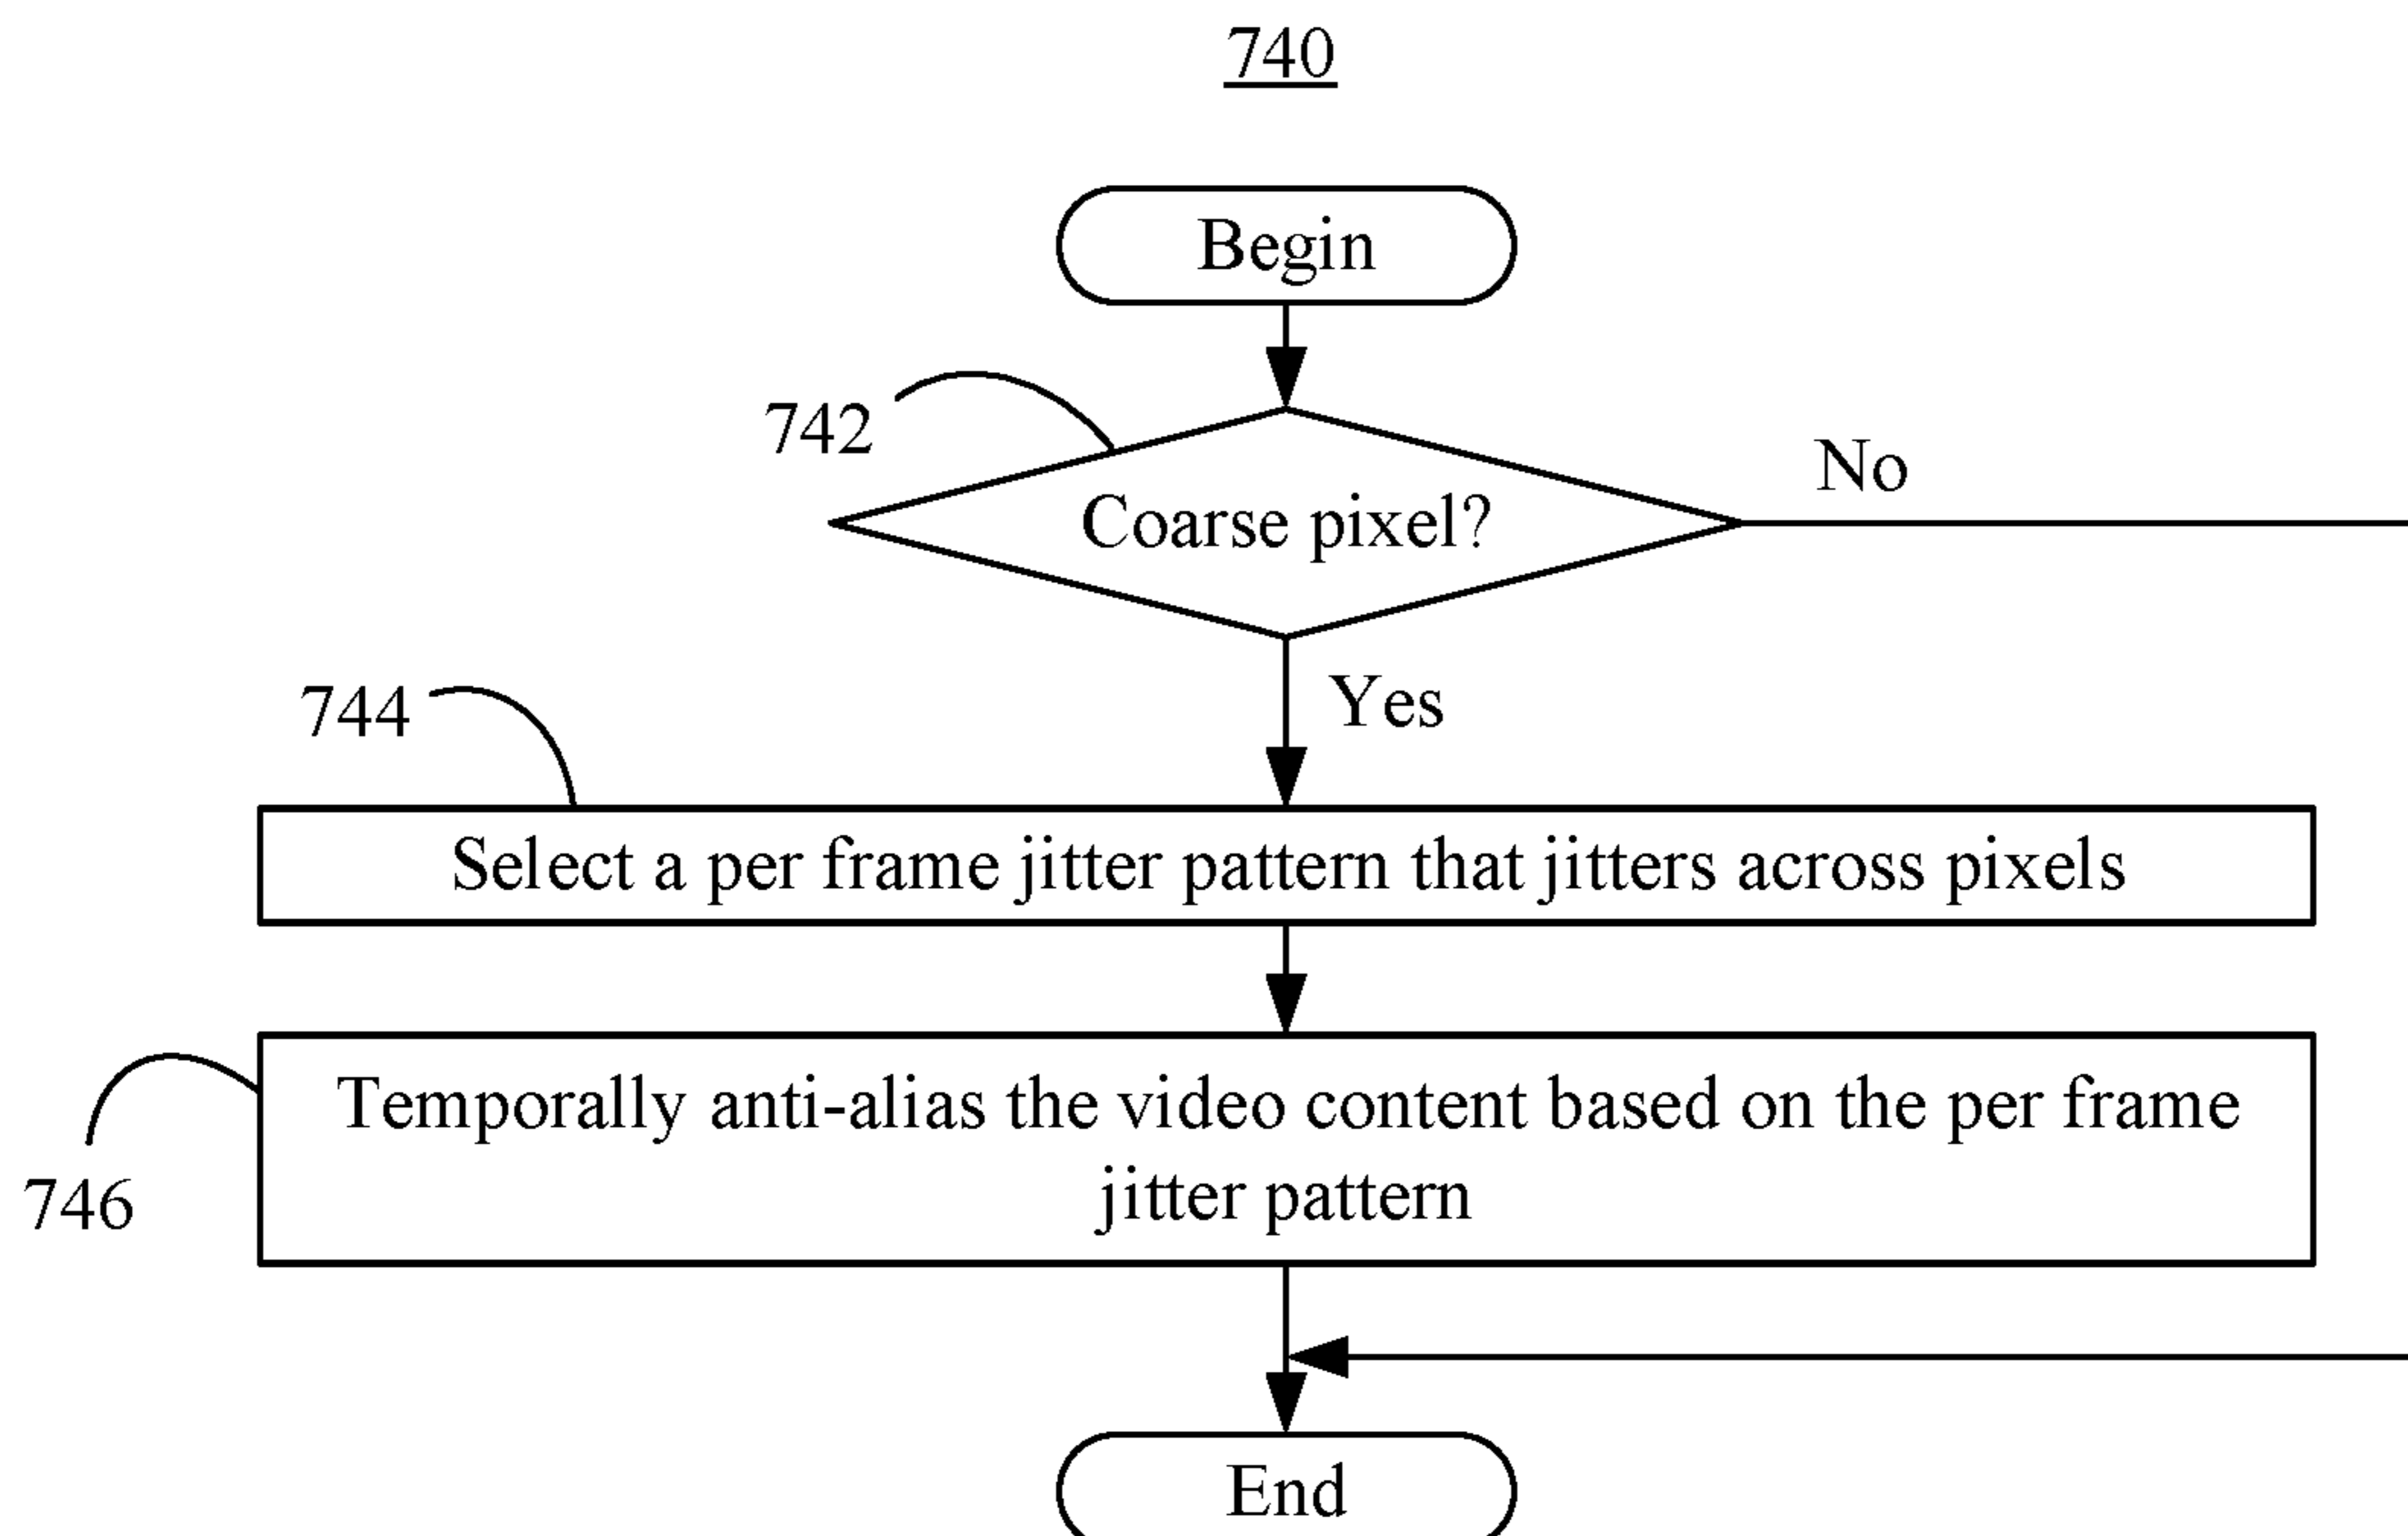 740
Begin
742
Coarse pixel?
No
Yes
744
Select a per frame jitter pattern that jitters across pixels
Temporally anti-alias the video content based on the per frame
jitter pattern
746
End